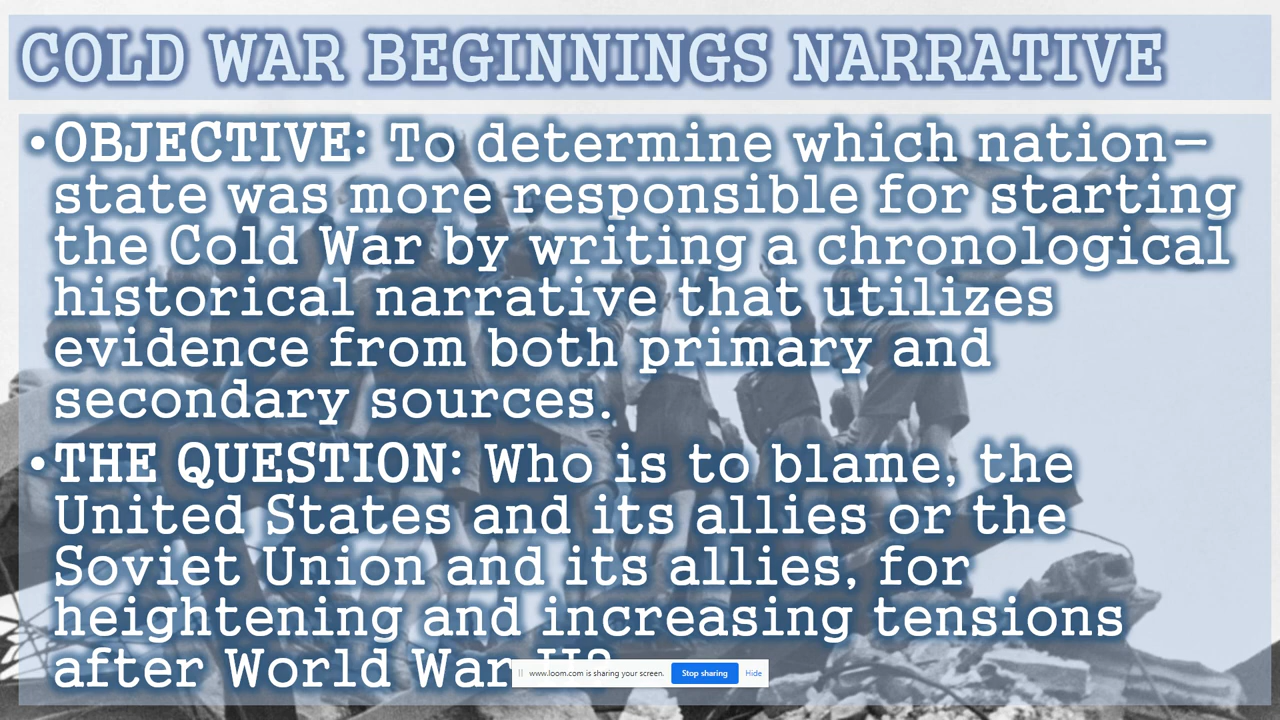 COLD WAR BEGINNINGS NARRATIVE
•OBJECTIVE: To determine which nation-
state was more responsible for starting
the Cold War by writing a chronological
historical narrative that utilizes
evidence from both primary and
secondary sources.
•THE QUESTION: Who is to blame, the
United States and its allies or the
Soviet Union and its allies, for
heightening and increasing tensions
after World War
www.loom.com is sharing your screen. Stop sharing Hide